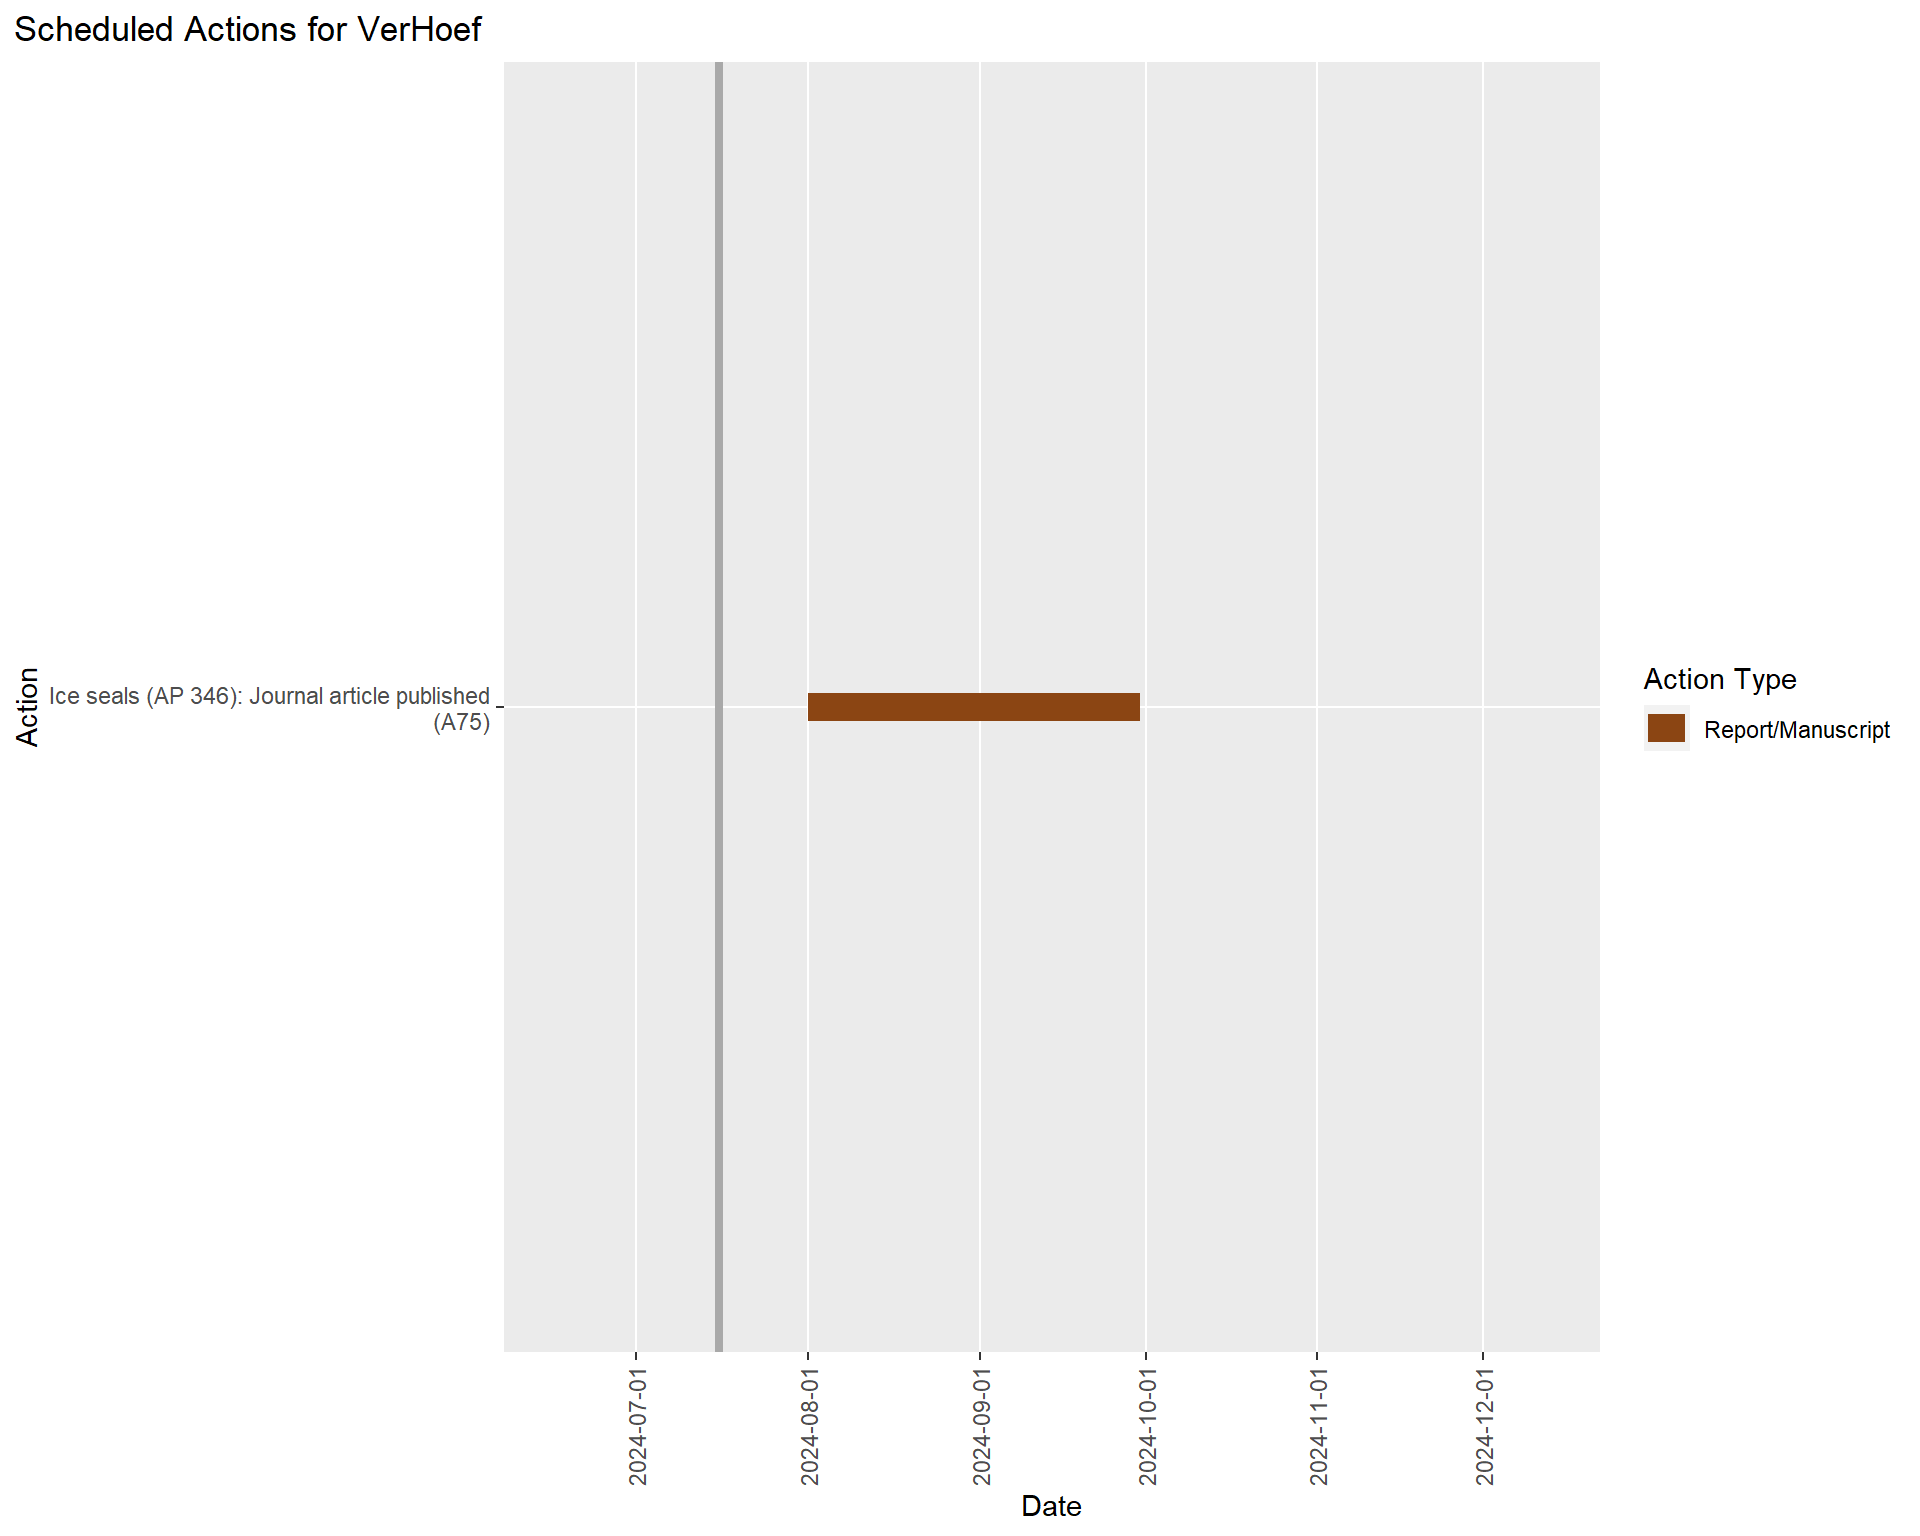 Scheduled Actions for VerHoef
Action
Ice seals (AP 346): Journal article published
(A75)
Action Type
Report/Manuscript
2024-07-01
2024-08-01
2024-09-01
2024-10-01
2024-11-01
2024-12-01
Date